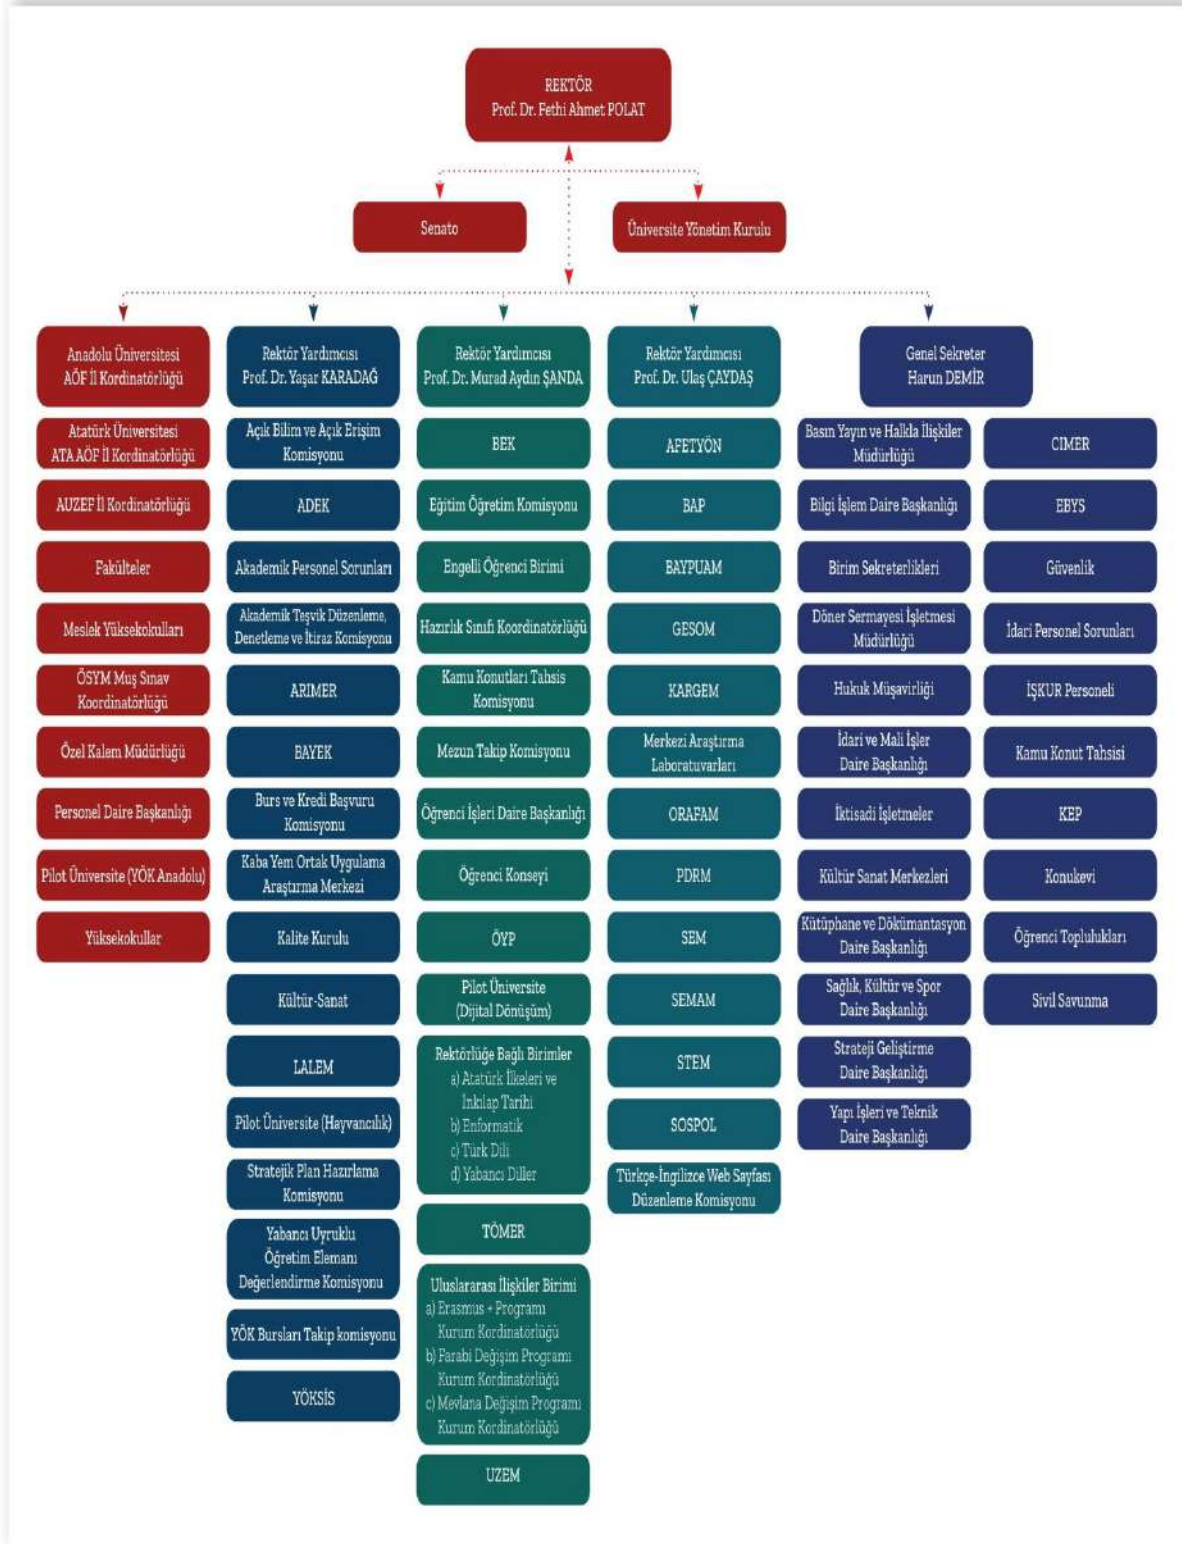 REKTÖR
Prof. Dr. Fethi Ahmet POLAT
Senato
Üniversite Yönetim Kurulu
Anadolu Üniversitesi
AÖF İl Kordinatörlüğü
Atatürk Üniversitesi
ATA AÖF İl Kordinatörlüğü
AUZEF İl Kordinatörlüğü
Fakülteler
Meslek Yüksekokulları
ÖSYM Muş Sınav
Koordinatörlüğü
Özel Kalem Müdürlüğü
Personel Daire Başkanlığı
Pilot Üniversite (YÖK Anadolu)
Yüksekokullar
Rektör Yardımcısı
Prof. Dr. Yaşar KARADAĞ
Açık Bilim ve Açık Erişim
Komisyonu
ADEK
Akademik Personel Sorunları
Akademik Teşvik Düzenleme,
Denetleme ve İtiraz Komisyonu
ARIMER
BAYEK
Burs ve Kredi Başvuru
Komisyonu
Kaba Yem Ortak Uygulama
Araştırma Merkezi
Kalite Kurulu
Kültür-Sanat
LALEM
Pilot Üniversite (Hayvancılık)
Stratejik Plan Hazırlama
Komisyonu
Yabancı Uyruklu
Öğretim Elemanı
Değerlendirme Komisyonu
YÖK Bursları Takip komisyonu
YÖKSİS
Rektör Yardımcısı
Prof. Dr. Murad Aydın ŞANDA
BEK
Eğitim Öğretim Komisyonu
Engelli Öğrenci Birimi
Hazırlık Sınıfı Koordinatörlüğü
Kamu Konutları Tahsis
Komisyonu
Mezun Takip Komisyonu
Öğrenci İşleri Daire Başkanlığı
Öğrenci Konseyi
ÖYP
Pilot Üniversite
(Dijital Dönüşüm)
Rektörlüğe Bağlı Birimler
a) Atatürk İlkeleri ve
İnkılap Tarihi
b) Enformatik
c) Türk Dili
d) Yabancı Diller
TÖMER
Uluslararası İlişkiler Birimi
a) Erasmus + Programı
Kurum Kordinatörlüğü
b) Farabi Değişim Programı
Kurum Kordinatörlüğü
c) Mevlana Değişim Programı
Kurum Kordinatörlüğü
UZEM
Rektör Yardımcısı
Prof. Dr. Ulaş ÇAYDAŞ
AFETYÖN
BAP
BAYPUAM
GESOM
KARGEM
Merkezi Araştırma
Laboratuvarları
ORAFAM
PDRM
SEM
SEMAM
STEM
SOSPOL
Türkçe-İngilizce Web Sayfası
Düzenleme Komisyonu
Genel Sekreter
Harun DEMİR
Basın Yayın ve Halkla İlişkiler
Müdürlüğü
Bilgi İşlem Daire Başkanlığı
Birim Sekreterlikleri
Döner Sermayesi İşletmesi
Müdürlüğü
Hukuk Müşavirliği
İdari ve Mali İşler
Daire Başkanlığı
İktisadi İşletmeler
Kültür Sanat Merkezleri
Kütüphane ve Dökümantasyon
Daire Başkanlığı
Sağlık, Kültür ve Spor
Daire Başkanlığı
Strateji Geliştirme
Daire Başkanlığı
Yapı İşleri ve Teknik
Daire Başkanlığı
CIMER
EBYS
Güvenlik
İdari Personel Sorunları
İŞKUR Personeli
Kamu Konut Tahsisi
KEP
Konukevi
Öğrenci Toplulukları
Sivil Savunma